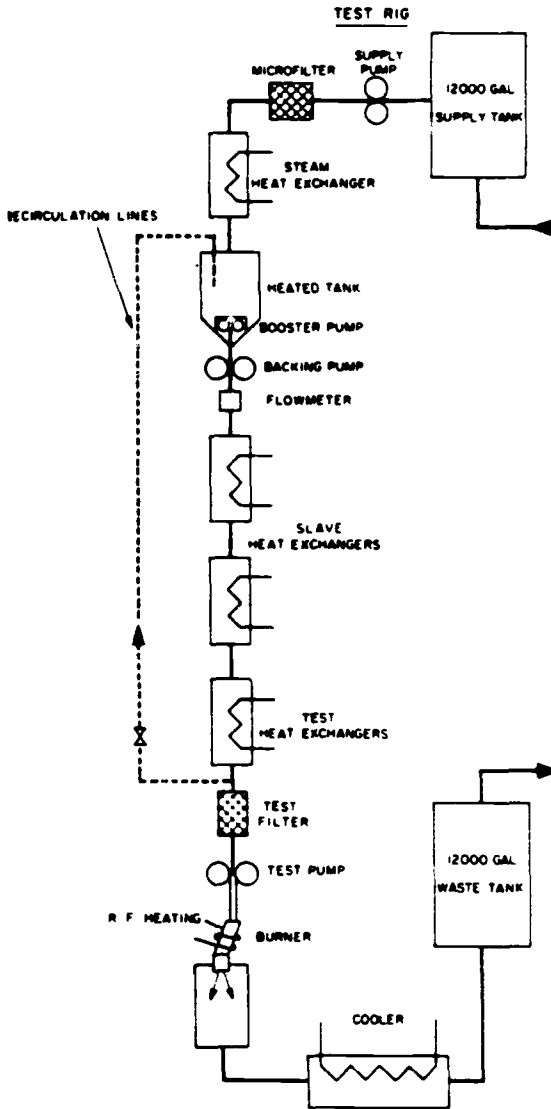 TEST RIG
MICROFILTER
SUPPLY
PUMP
12000 GAL
SUPPLY TANK
STEAM
HEAT EXCHANGER
RECIRCULATION LINES
HEATED TANK
BOOSTER PUMP
BACKING PUMP
FLOWMETER
SLAVE
HEAT EXCHANGERS
TEST
HEAT EXCHANGERS
TEST
FILTER
TEST PUMP
12000 GAL
WASTE TANK
R F HEATING
BURNER
COOLER